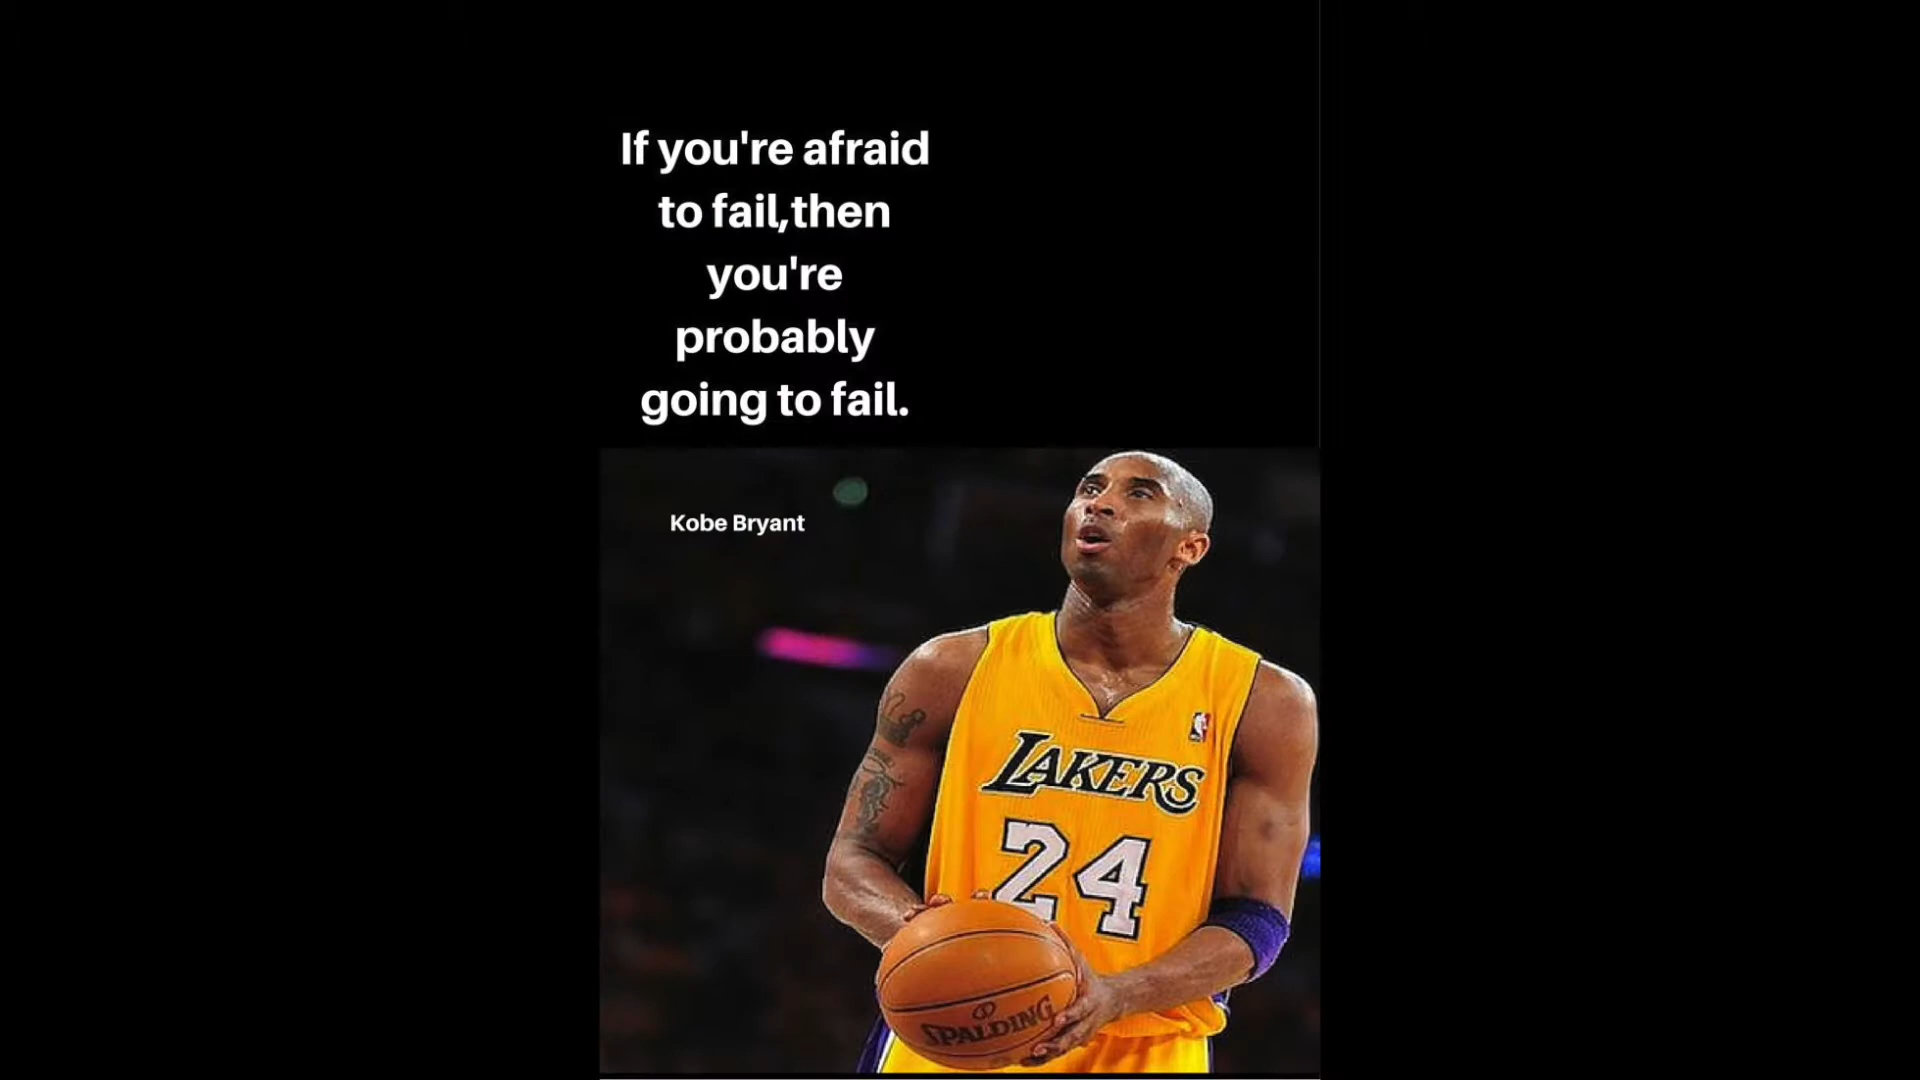 If you're afraid
to fail,then
you're
probably
going to fail.
Kobe Bryant
LAKERS
24
SPALDING